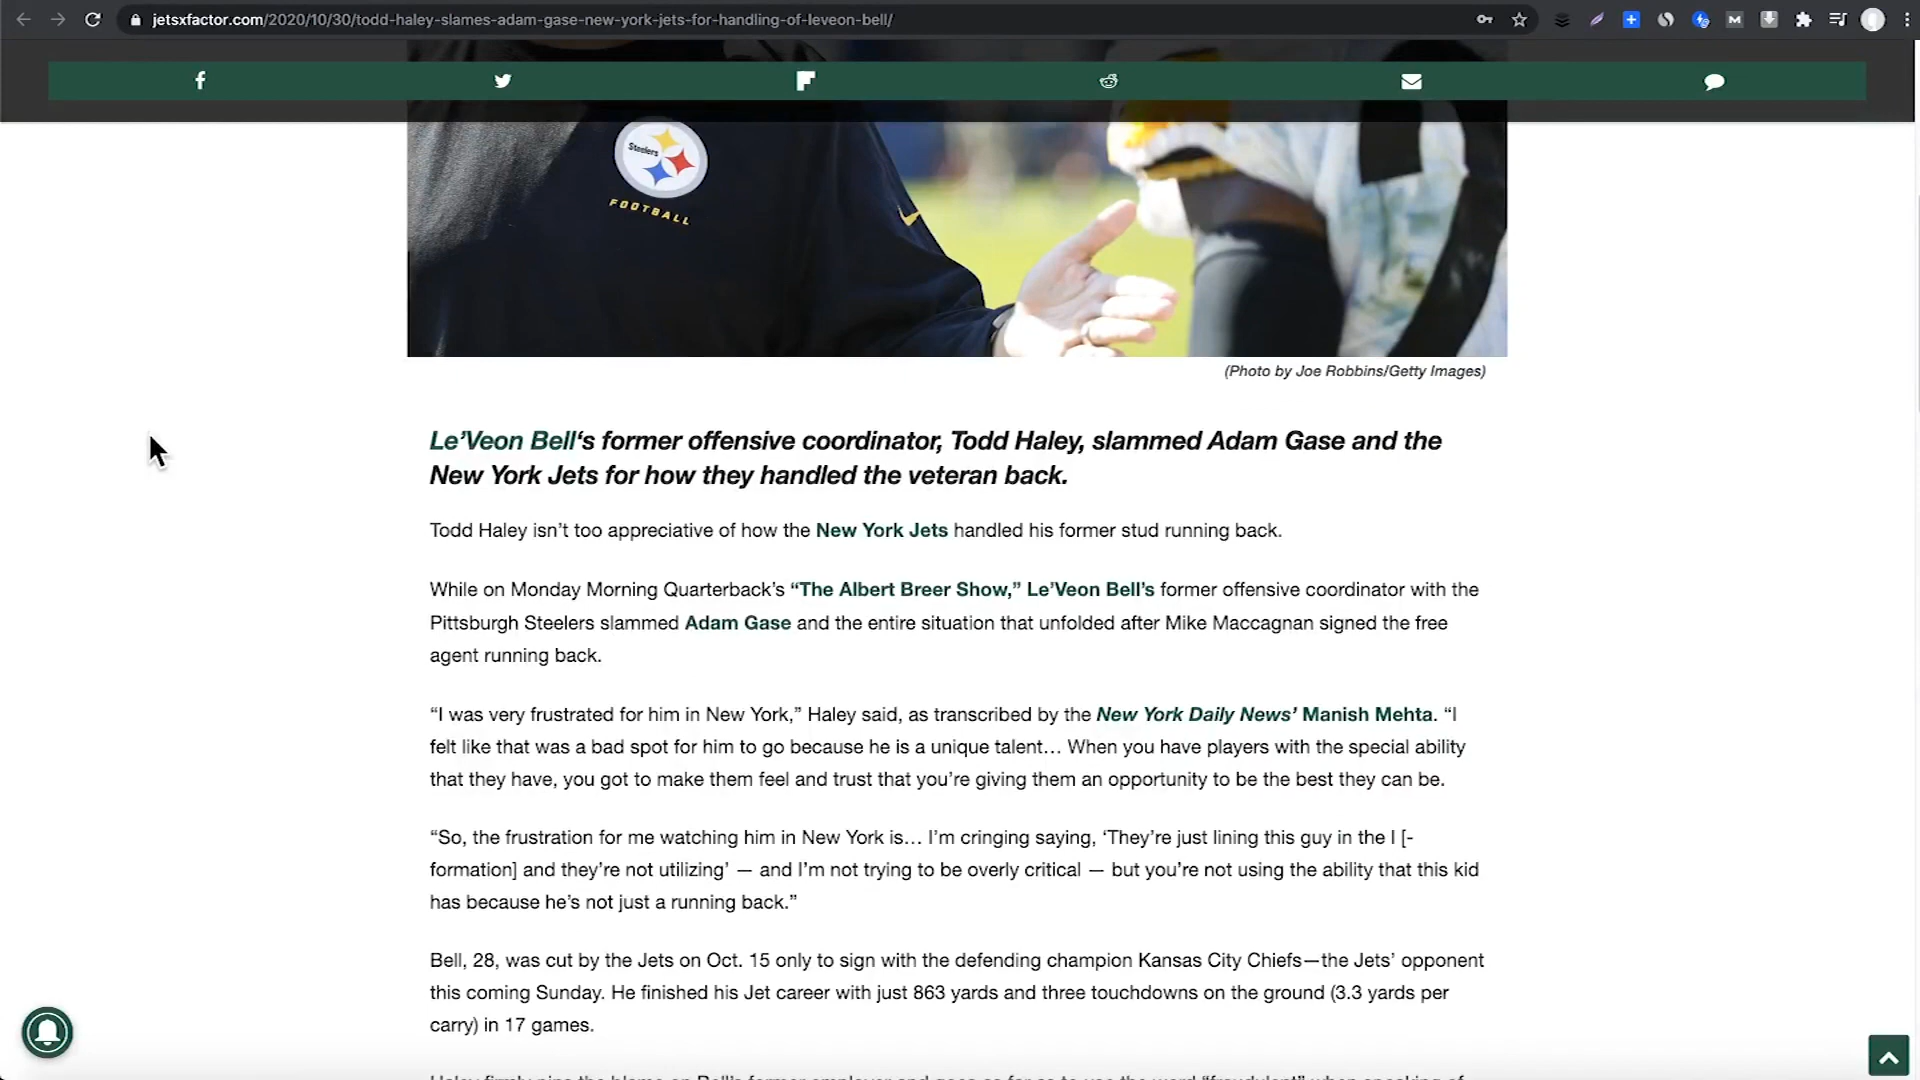 jetsxfactor.com/2020/10/30/todd-haley-slames-adam-gase-new-york-jets-for-handling-of-leveon-bell/
Steelers
FOOTBALL
(Photo by Joe Robbins/Getty Images)
Le’Veon Bell‘s former offensive coordinator, Todd Haley, slammed Adam Gase and the
New York Jets for how they handled the veteran back.
Todd Haley isn’t too appreciative of how the New York Jets handled his former stud running back.
While on Monday Morning Quarterback’s “The Albert Breer Show,” Le’Veon Bell’s former offensive coordinator with the
Pittsburgh Steelers slammed Adam Gase and the entire situation that unfolded after Mike Maccagnan signed the free
agent running back.
“I was very frustrated for him in New York,” Haley said, as transcribed by the New York Daily News’ Manish Mehta. “I
felt like that was a bad spot for him to go because he is a unique talent… When you have players with the special ability
that they have, you got to make them feel and trust that you’re giving them an opportunity to be the best they can be.
“So, the frustration for me watching him in New York is… I’m cringing saying, ‘They’re just lining this guy in the I [-
formation] and they’re not utilizing’ — and I’m not trying to be overly critical — but you’re not using the ability that this kid
has because he’s not just a running back.”
Bell, 28, was cut by the Jets on Oct. 15 only to sign with the defending champion Kansas City Chiefs—the Jets’ opponent
this coming Sunday. He finished his Jet career with just 863 yards and three touchdowns on the ground (3.3 yards per
carry) in 17 games.